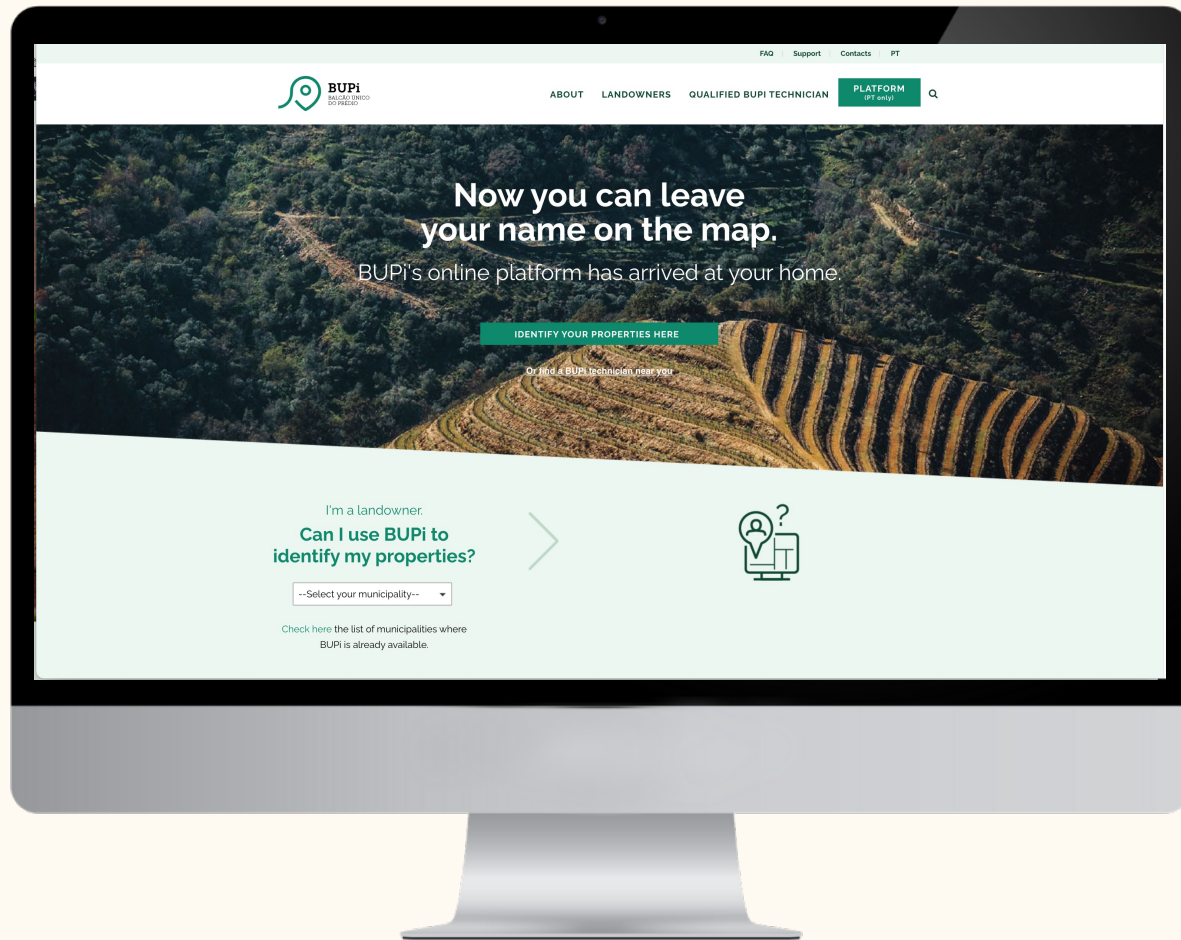 FAQ Support Contacts PT
BUPi
BALCÃO ÚNICO
DO PRÉDIO
ABOUT LANDOWNERS QUALIFIED BUPI TECHNICIAN PLATFORM
(PT only)
Now you can leave
your name on the map.
BUPi's online platform has arrived at your home.
IDENTIFY YOUR PROPERTIES HERE
Or find a BUPi technician near you
I'm a landowner.
Can I use BUPi to
identify my properties?
--Select your municipality--
Check here the list of municipalities where
BUPi is already available.
?